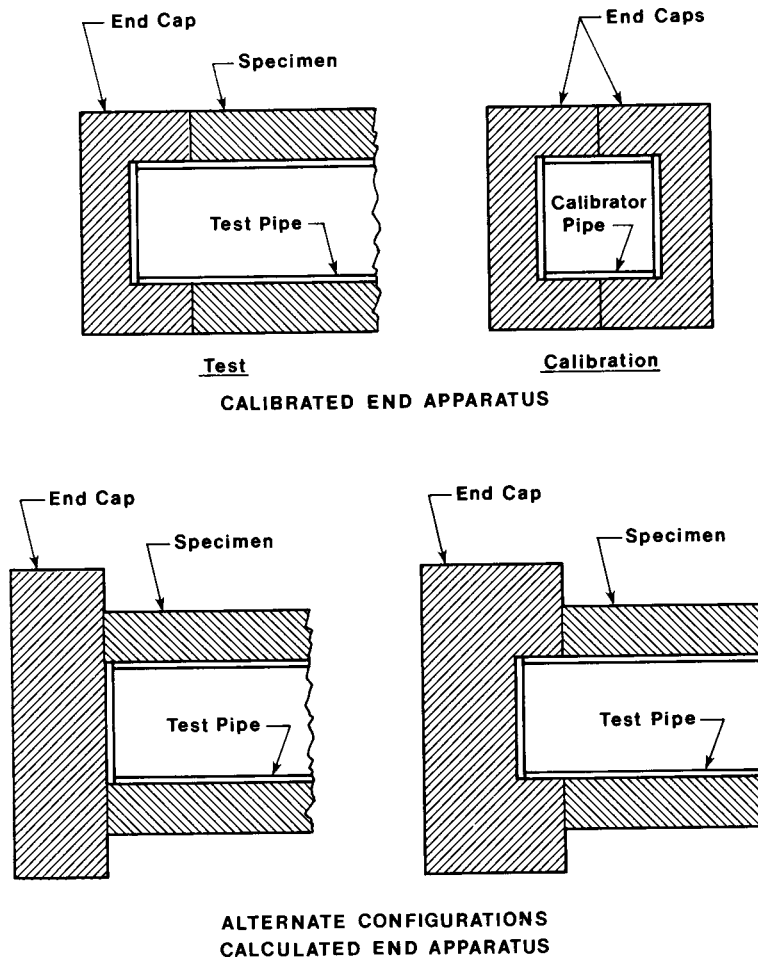 End Cap
Specimen
Test Pipe
Test
End Caps
Calibrator
Pipe
Calibration
CALIBRATED END APPARATUS
End Cap
Specimen
Test Pipe
End Cap
Specimen
Test Pipe
ALTERNATE CONFIGURATIONS
CALCULATED END APPARATUS